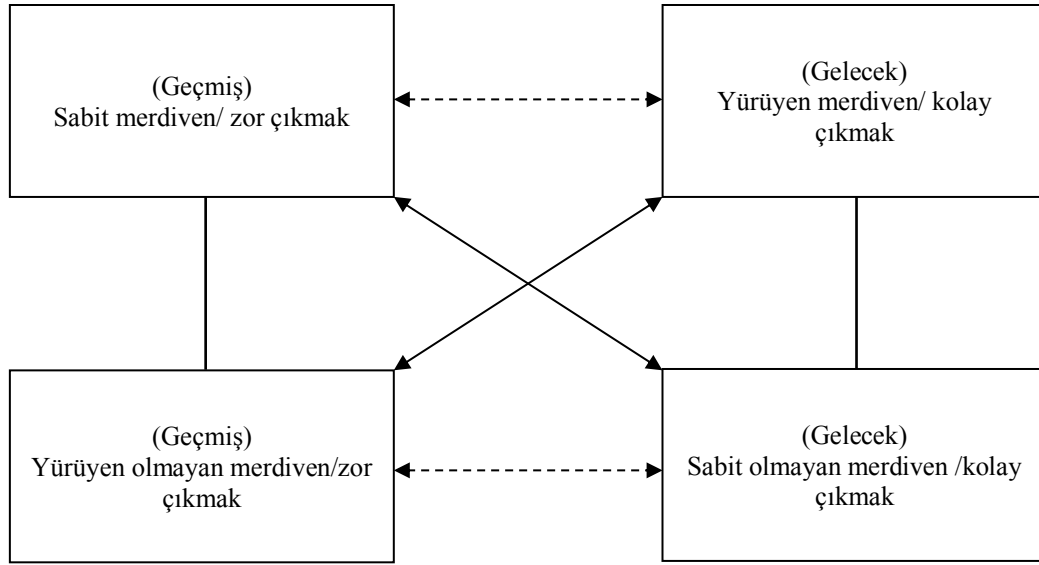 (Geçmiş)
Sabit merdiven/ zor çıkmak
(Gelecek)
Yürüyen merdiven/ kolay
çıkmak
(Geçmiş)
Yürüyen olmayan merdiven/zor
çıkmak
(Gelecek)
Sabit olmayan merdiven /kolay
çıkmak